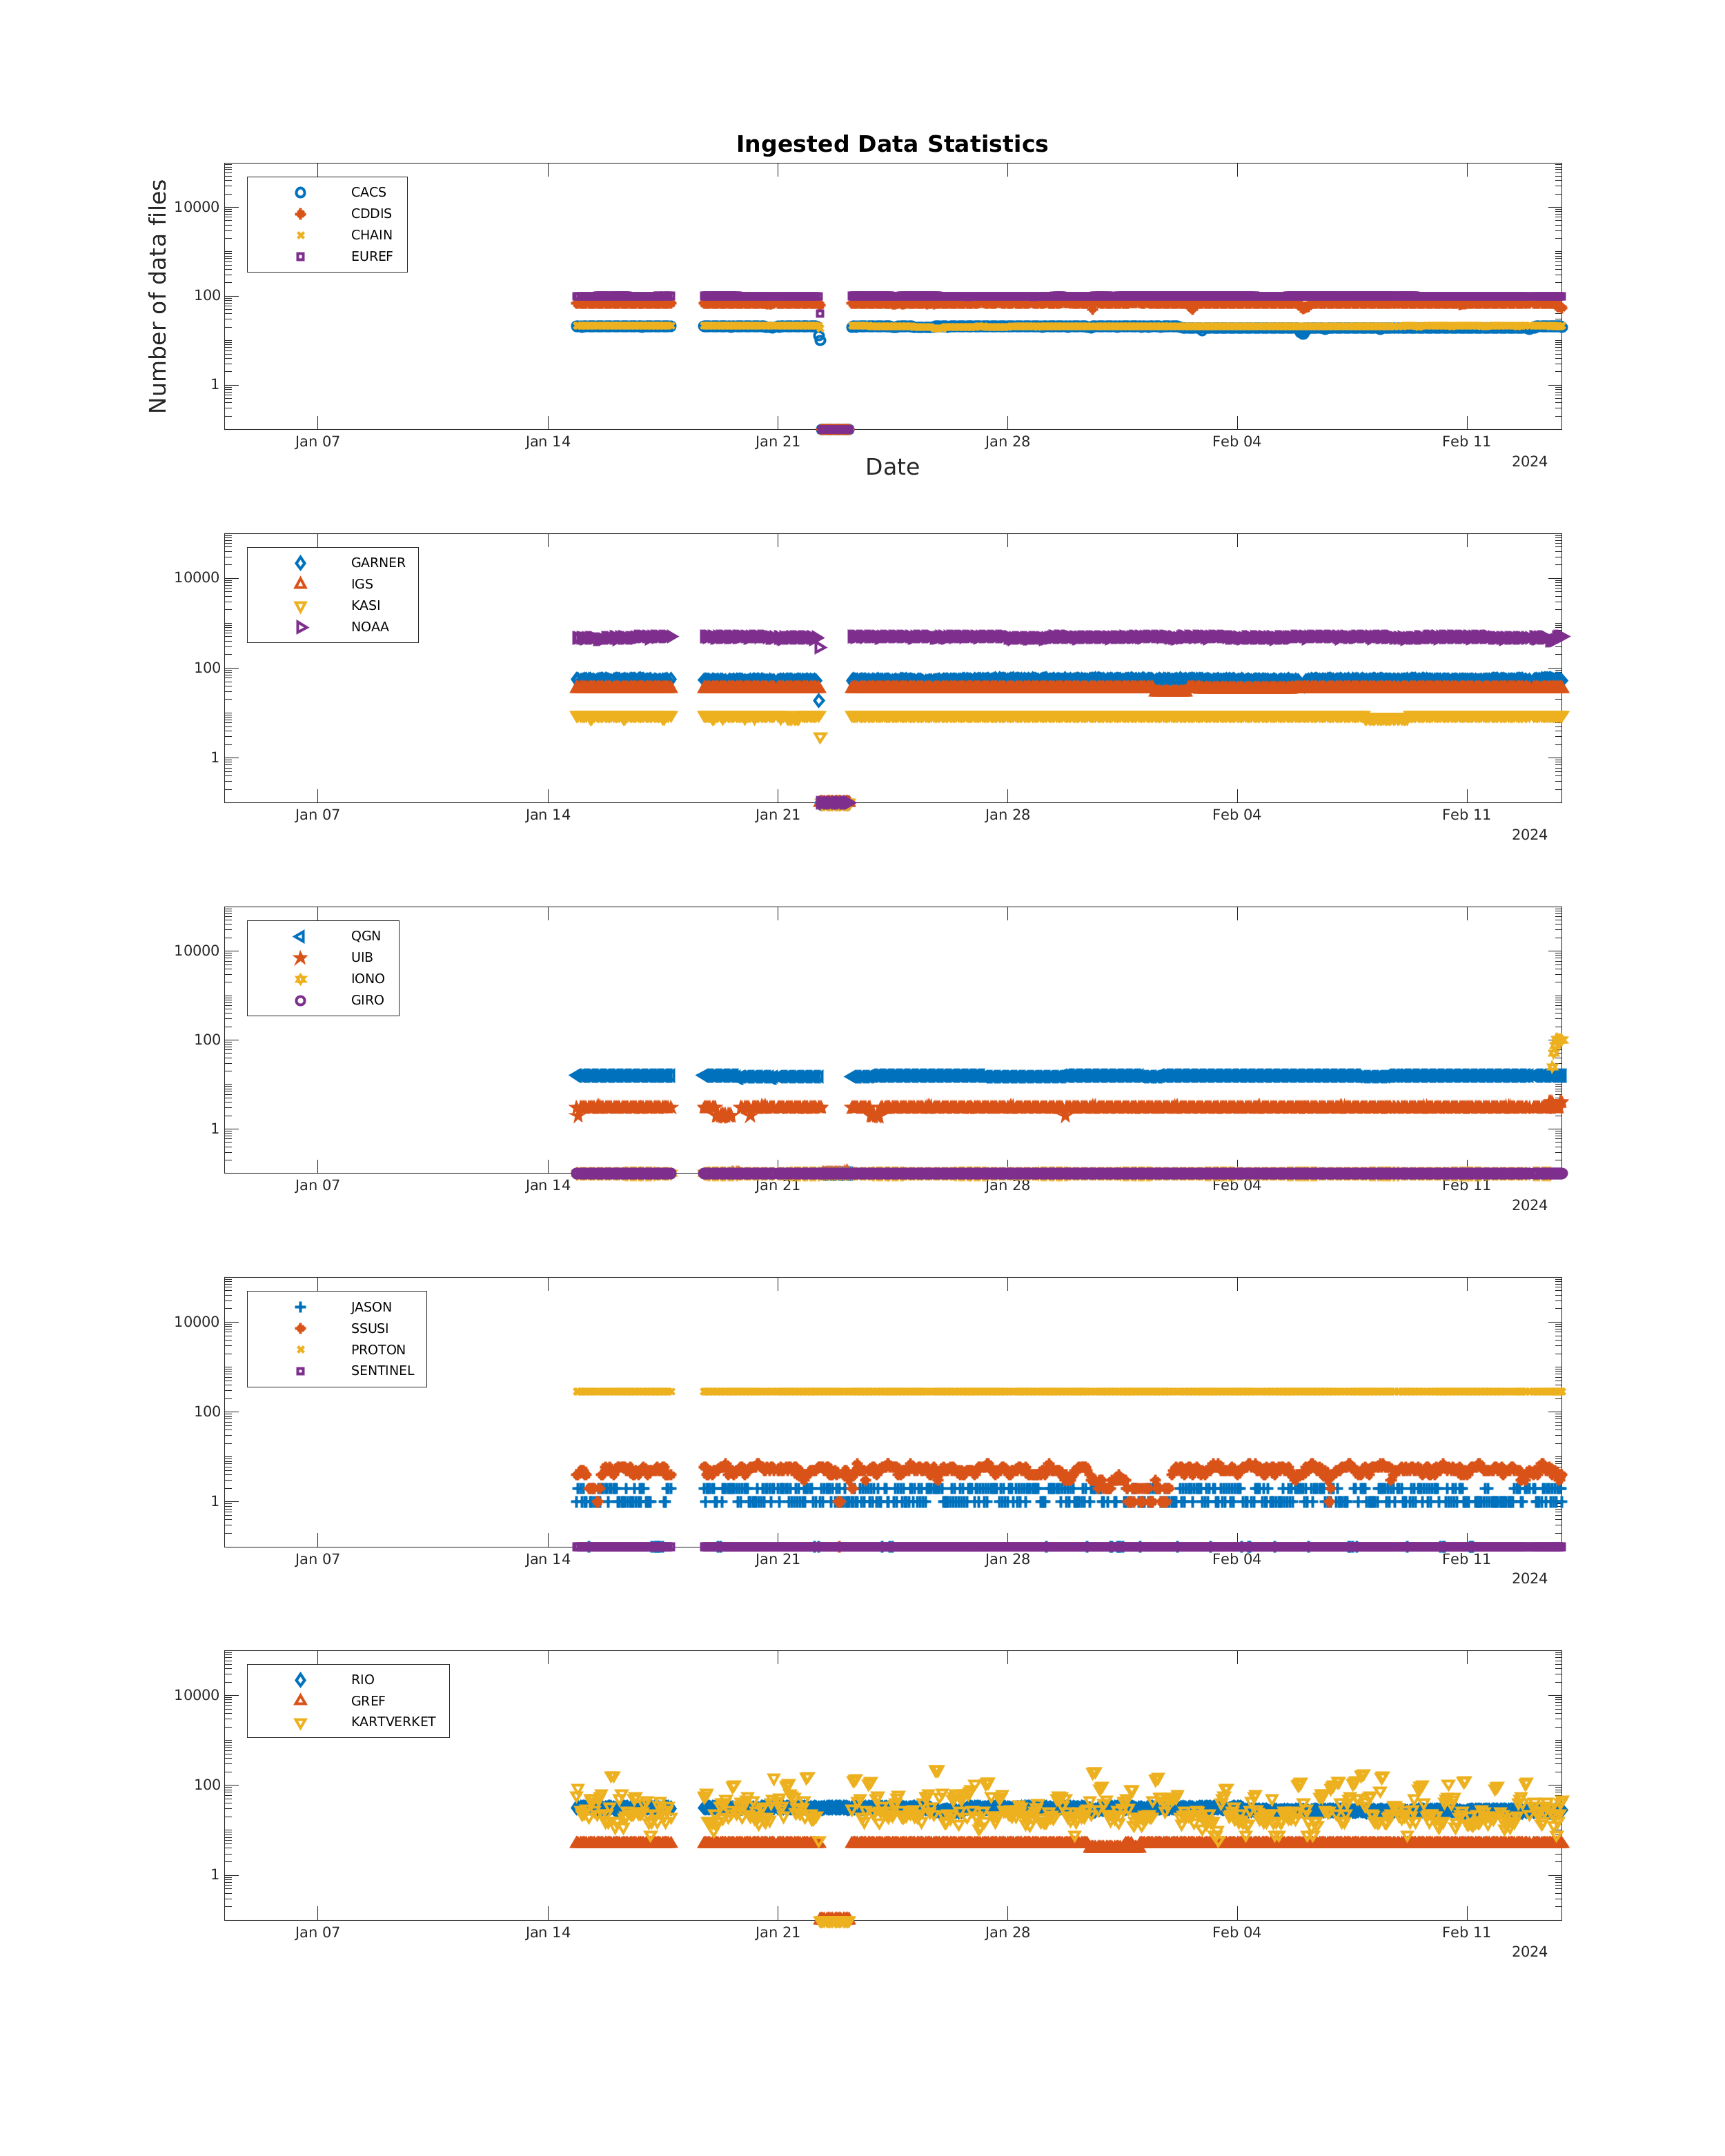 Ingested Data Statistics
Number of data files
10000
100
1
CACS
CDDIS
CHAIN
EUREF
Jan 07 Jan 14 Jan 21 Jan 28 Feb 04 Feb 11
2024
Date
10000
100
1
GARNER
IGS
KASI
NOAA
Jan 07 Jan 14 Jan 21 Jan 28 Feb 04 Feb 11
2024
10000
100
1
QGN
UIB
IONO
GIRO
Jan 07 Jan 14 Jan 21 Jan 28 Feb 04 Feb 11
2024
10000
100
1
JASON
SSUSI
PROTON
SENTINEL
Jan 07 Jan 14 Jan 21 Jan 28 Feb 04 Feb 11
2024
10000
100
1
RIO
GREF
KARTVERKET
Jan 07 Jan 14 Jan 21 Jan 28 Feb 04 Feb 11
2024